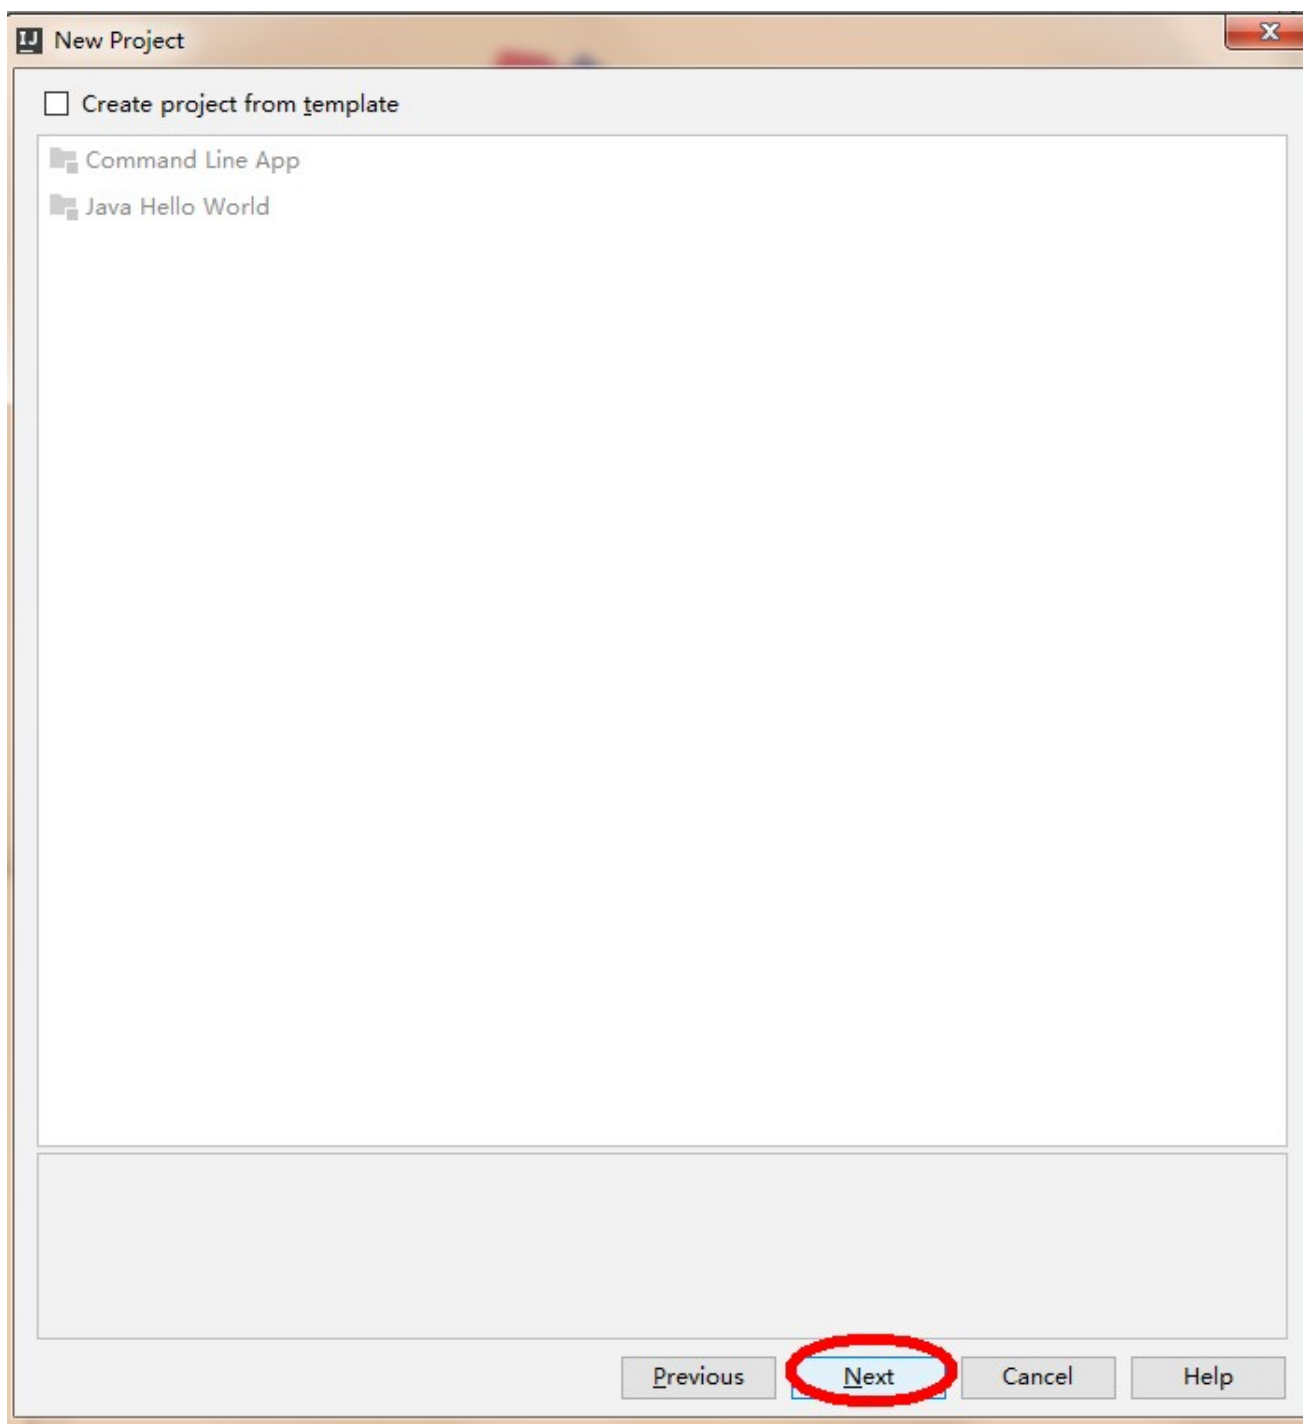 IJ New Project
Create project from template
Command Line App
Java Hello World
Previous Next Cancel Help